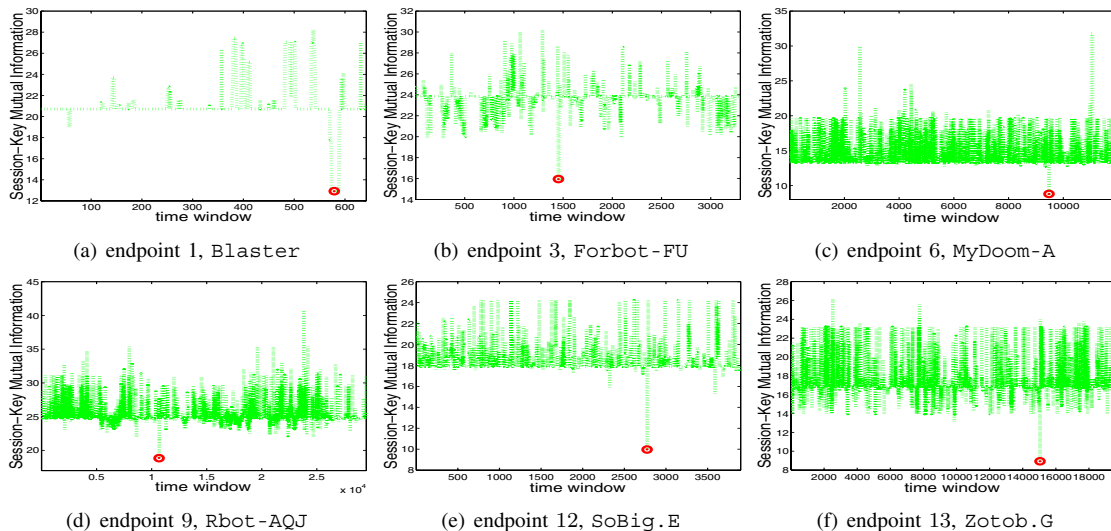 Session-Key Mutual Information
30
28
26
24
22
20
18
16
14
12
100 200 300 400 500 600
time window
(a) endpoint 1, Blaster
Session-Key Mutual Information
32
30
28
26
24
22
20
18
16
14
500 1000 1500 2000 2500 3000
time window
(b) endpoint 3, Forbot-FU
Session-Key Mutual Information
35
30
25
20
15
10
2000 4000 6000 8000 10000
time window
(c) endpoint 6, MyDoom-A
Session-Key Mutual Information
45
40
35
30
25
20
0.5 1 1.5 2 2.5
x 10⁴
time window
(d) endpoint 9, Rbot-AQJ
Session-Key Mutual Information
26
24
22
20
18
16
14
12
10
8
500 1000 1500 2000 2500 3000 3500
time window
(e) endpoint 12, SoBig.E
Session-Key Mutual Information
28
26
24
22
20
18
16
14
12
10
8
2000 4000 6000 8000 10000 12000 14000 16000 18000
time window
(f) endpoint 13, Zotob.G